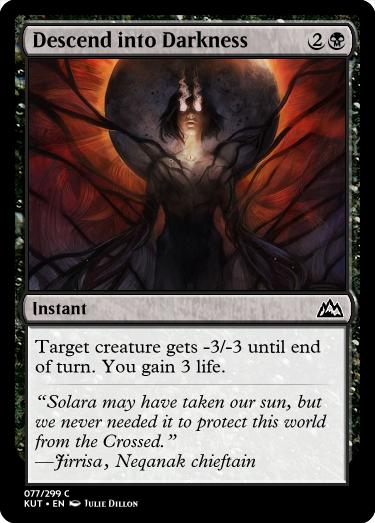 Descend into Darkness 2
Instant
Target creature gets -3/-3 until end
of turn. You gain 3 life.
“Solara may have taken our sun, but
we never needed it to protect this world
from the Crossed.”
—Jirrisa, Neqanak chieftain
077/299 C
KUT • EN Julie Dillon